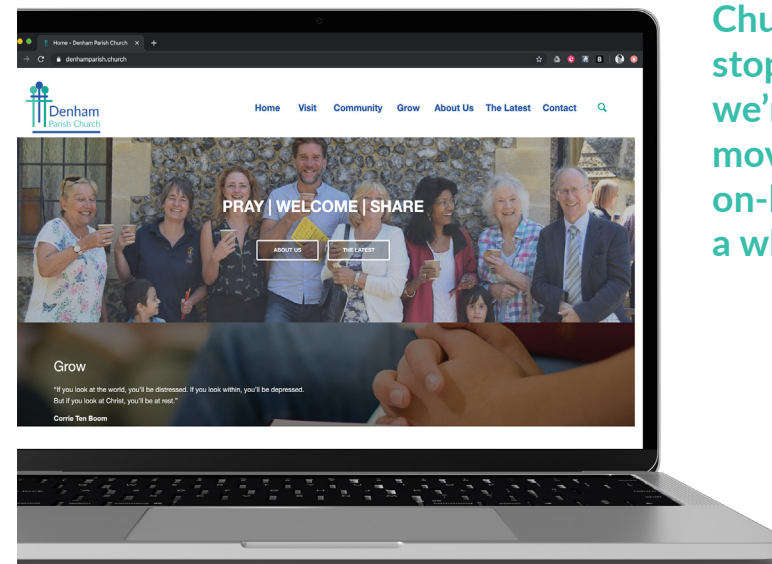 Home - Denham Parish Church
denhamparish.church
Denham
Parish Church
Home Visit Community Grow About Us The Latest Contact
PRAY | WELCOME | SHARE
ABOUT US THE LATEST
Grow
"If you look at the world, you'll be distressed. If you look within, you'll be depressed.
But if you look at Christ, you'll be at rest."
Corrie Ten Boom